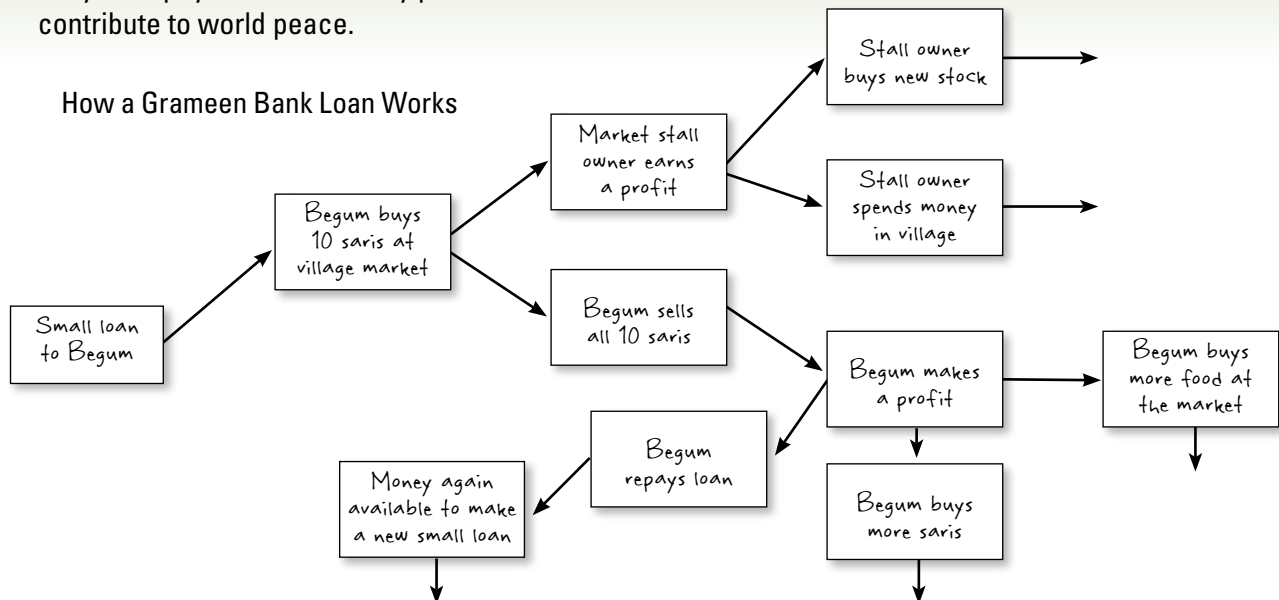 contribute to world peace.
How a Grameen Bank Loan Works
Small loan
to Begum
Begum buys
10 saris at
village market
Market stall
owner earns
a profit
Stall owner
buys new stock
Stall owner
spends money
in village
Begum sells
all 10 saris
Begum makes
a profit
Begum buys
more food at
the market
Begum
repays loan
Money again
available to make
a new small loan
Begum buys
more saris